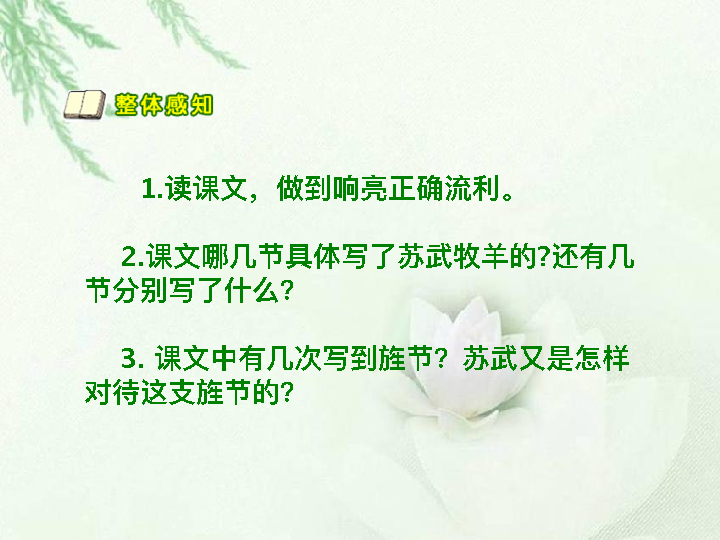 整体感知
1.读课文，做到响亮正确流利。
2.课文哪几节具体写了苏武牧羊的?还有几
节分别写了什么?
3. 课文中有几次写到旌节? 苏武又是怎样
对待这支旌节的?